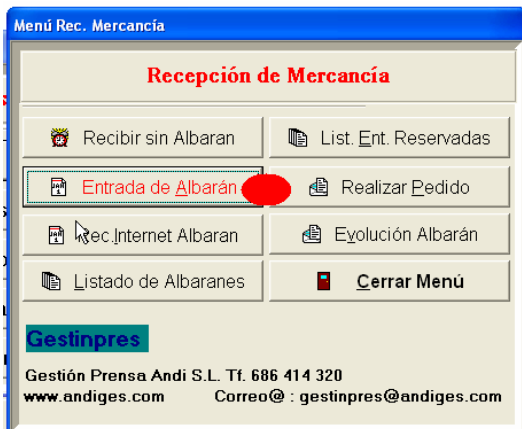 Menú Rec. Mercancía
Recepción de Mercancía
Recibir sin Albaran
List. Ent. Reservadas
Entrada de Albarán
Realizar Pedido
Rec.Internet Albaran
Evolución Albarán
Listado de Albaranes
Cerrar Menú
Gestinpres
Gestión Prensa Andi S.L. Tf. 686 414 320
www.andiges.com Correo@ : gestinpres@andiges.com